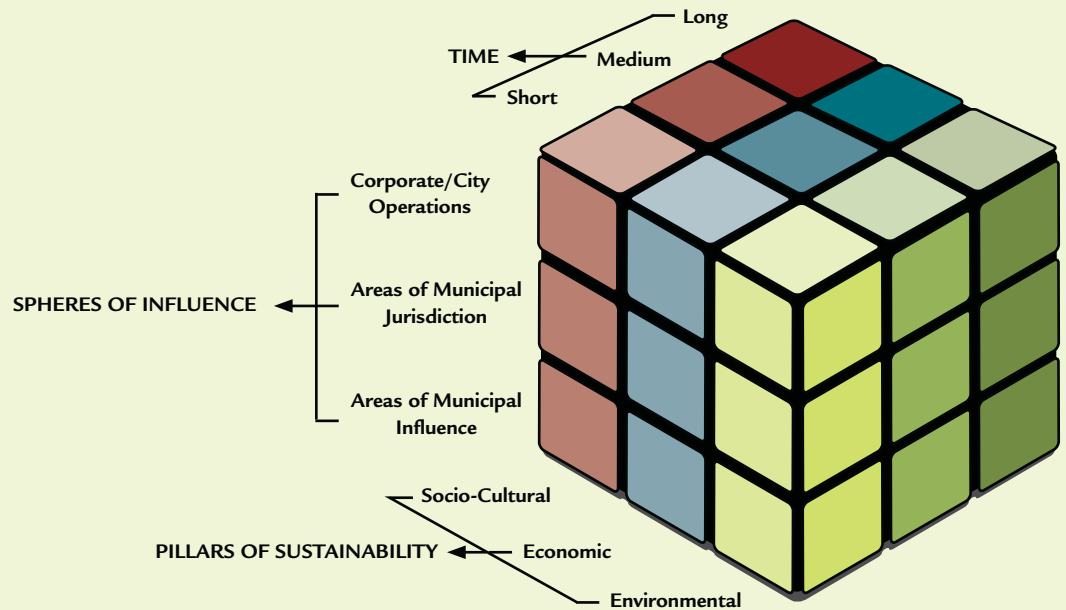 Long
TIME
Medium
Short
Corporate/City
Operations
SPHERES OF INFLUENCE
Areas of Municipal
Jurisdiction
Areas of Municipal
Influence
Socio-Cultural
PILLARS OF SUSTAINABILITY
Economic
Environmental